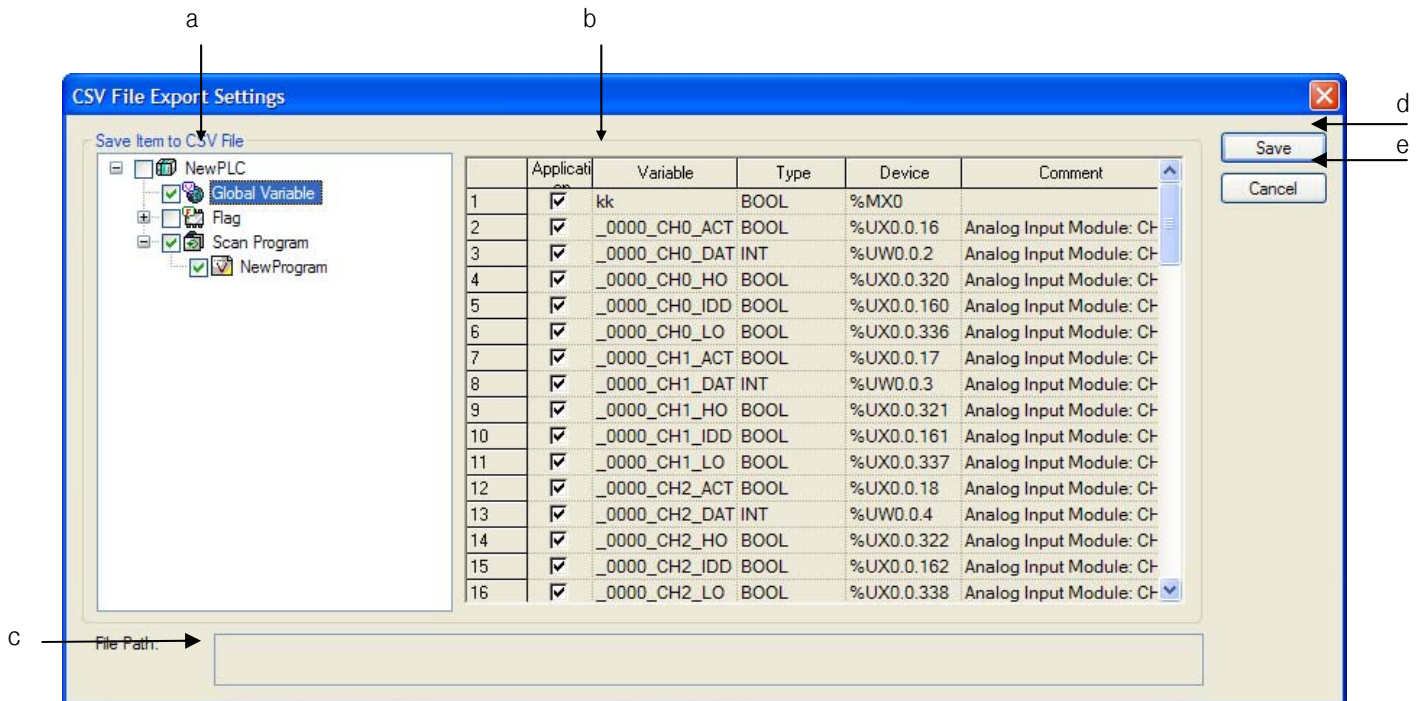 a b
CSV File Export Settings
d
Save Item to CSV File
Save
e
NewPLC
Cancel
Global Variable
Flag
Scan Program
NewProgram
Applicati Variable Type Device Comment
1 kk BOOL %MX0
2 _0000_CH0_ACT BOOL %UX0.0.16 Analog Input Module: CH
3 _0000_CH0_DAT INT %UW0.0.2 Analog Input Module: CH
4 _0000_CH0_HO BOOL %UX0.0.320 Analog Input Module: CH
5 _0000_CH0_IDD BOOL %UX0.0.160 Analog Input Module: CH
6 _0000_CH0_LO BOOL %UX0.0.336 Analog Input Module: CH
7 _0000_CH1_ACT BOOL %UX0.0.17 Analog Input Module: CH
8 _0000_CH1_DAT INT %UW0.0.3 Analog Input Module: CH
9 _0000_CH1_HO BOOL %UX0.0.321 Analog Input Module: CH
10 _0000_CH1_IDD BOOL %UX0.0.161 Analog Input Module: CH
11 _0000_CH1_LO BOOL %UX0.0.337 Analog Input Module: CH
12 _0000_CH2_ACT BOOL %UX0.0.18 Analog Input Module: CH
13 _0000_CH2_DAT INT %UW0.0.4 Analog Input Module: CH
14 _0000_CH2_HO BOOL %UX0.0.322 Analog Input Module: CH
15 _0000_CH2_IDD BOOL %UX0.0.162 Analog Input Module: CH
16 _0000_CH2_LO BOOL %UX0.0.338 Analog Input Module: CH
c File Path: